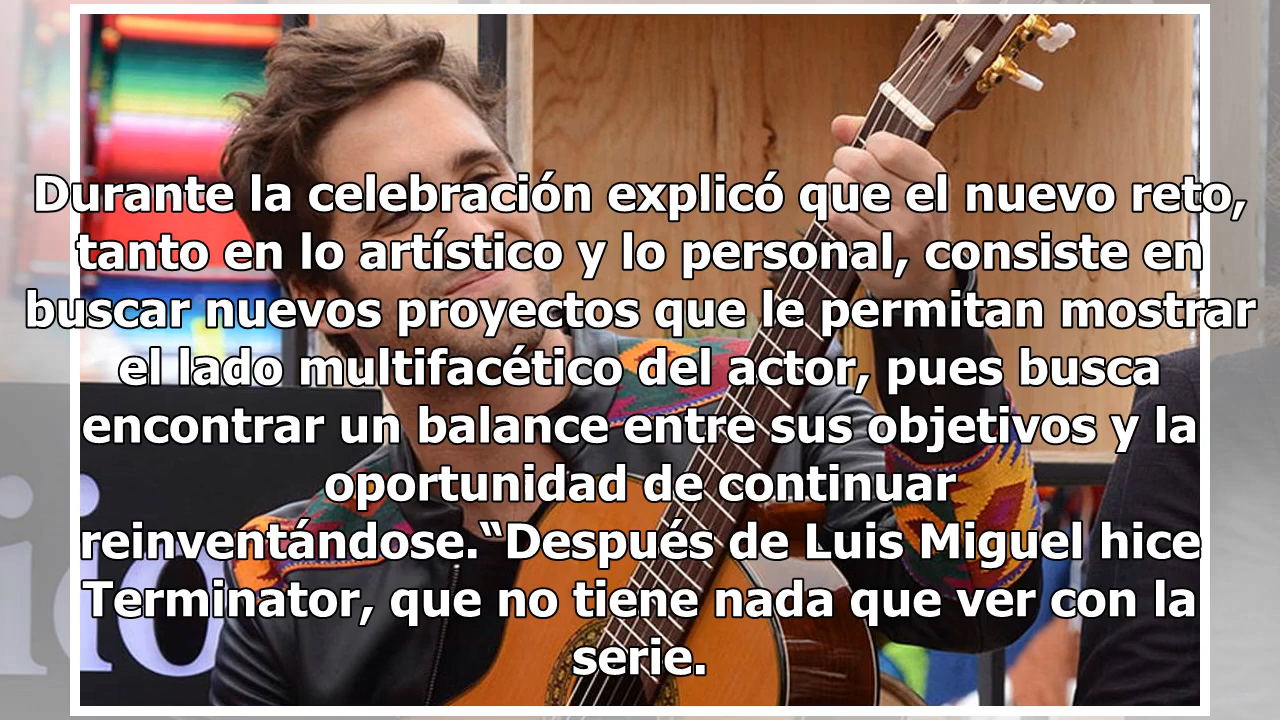 Durante la celebración explicó que el nuevo reto,
tanto en lo artístico y lo personal, consiste en
buscar nuevos proyectos que le permitan mostrar
el lado multifacético del actor, pues busca
encontrar un balance entre sus objetivos y la
oportunidad de continuar
reinventándose.“Después de Luis Miguel hice
Terminator, que no tiene nada que ver con la
serie.